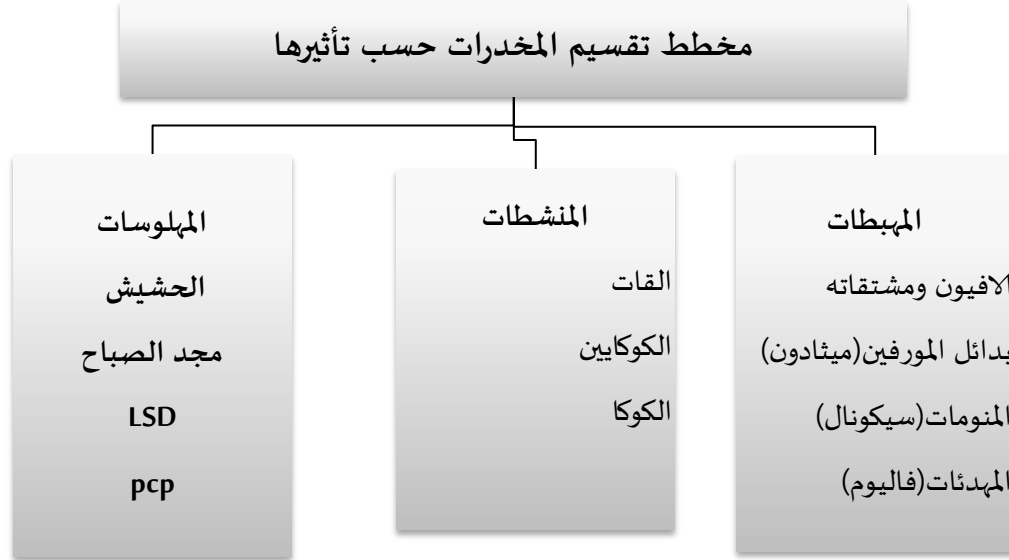 مخطط تقسيم المخدرات حسب تأثيرها
المهبطات
الافيون ومشتقاته
بدائل المورفين(ميثادون)
المنومات(سيكونال)
المهدئات(فاليوم)
المنشطات
القات
الكوكايين
الكوكا
المهلوسات
الحشيش
مجد الصباح
LSD
pcp